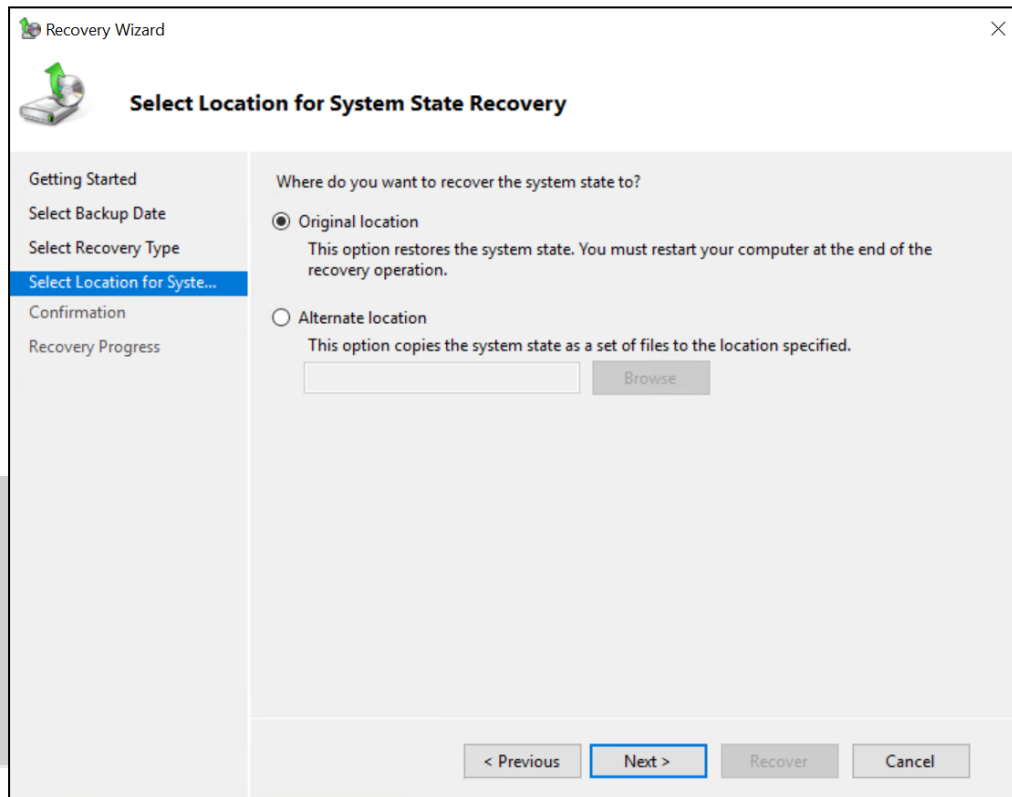 Recovery Wizard
Select Location for System State Recovery
Getting Started
Select Backup Date
Select Recovery Type
Select Location for Syste...
Confirmation
Recovery Progress
Where do you want to recover the system state to?
Original location
This option restores the system state. You must restart your computer at the end of the
recovery operation.
Alternate location
This option copies the system state as a set of files to the location specified.
Browse
< Previous
Next >
Recover
Cancel